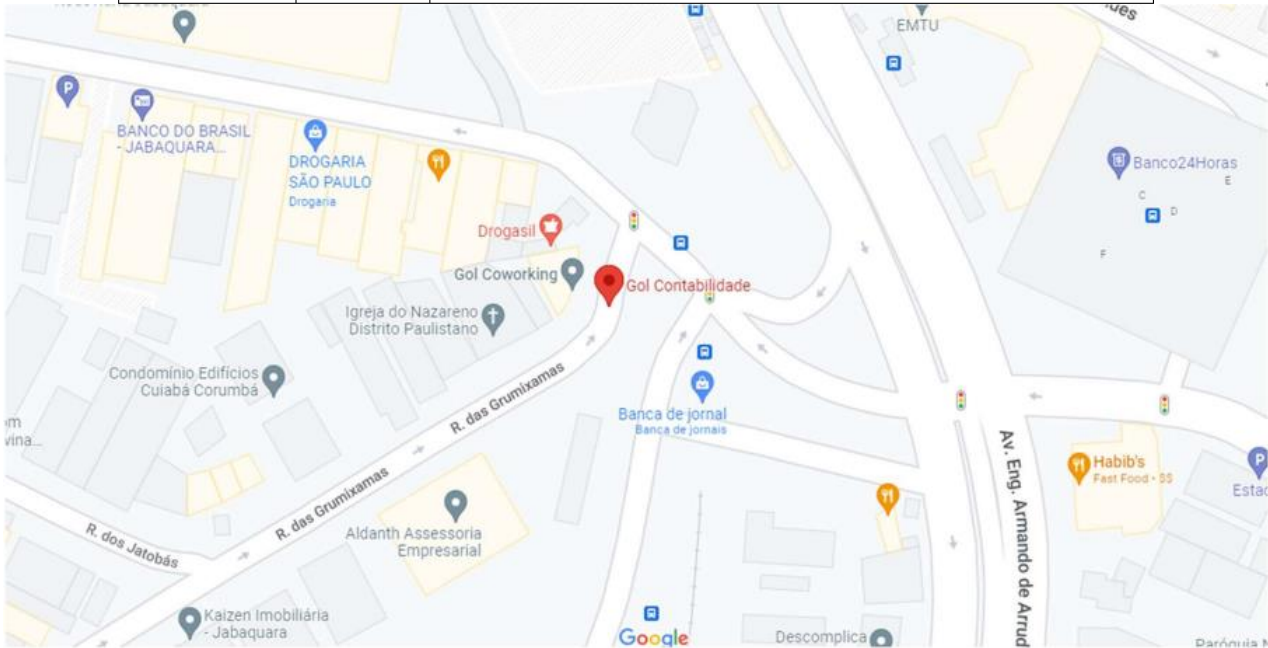 EMTU
BANCO DO BRASIL
- JABAQUARA...
DROGARIA
SÃO PAULO
Drogaria
Banco24Horas
C
D
E
F
Drogasil
Gol Coworking
Gol Contabilidade
Igreja do Nazareno
Distrito Paulistano
Condomínio Edifícios
Cuiabá Corumbá
R. das Grumixamas
Banca de jornal
Banca de jornais
Av. Eng. Armando de Arrud
Habib's
Fast Food • $$
P
P
Estac
R. das Grumixamas
R. dos Jatobás
Aldanth Assessoria
Empresarial
Kaizen Imobiliária
- Jabaquara
Google
Descomplica